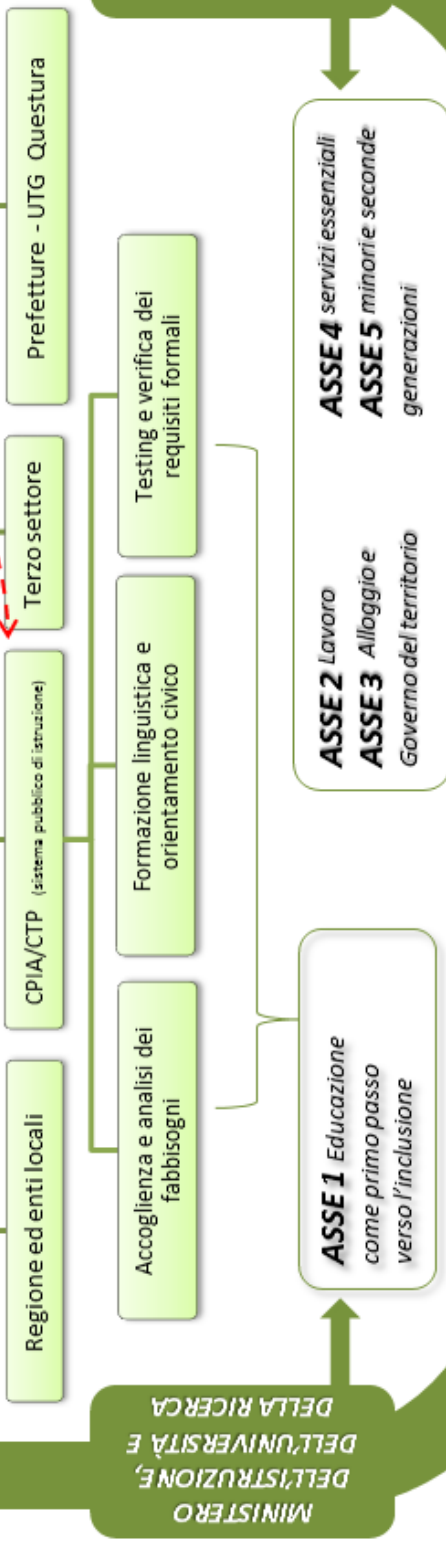 Regione ed enti locali
CPIA/CTP (sistema pubblico di istruzione)
Terzo settore
Prefetture - UTG Questura
Accoglienza e analisi dei
fabbisogni
Formazione linguistica e
orientamento civico
Testing e verifica dei
requisiti formali
MINISTERO
DELL'ISTRUZIONE,
DELL'UNIVERSITÀ E
DELLA RICERCA
ASSE 1 Educazione
come primo passo
verso l'inclusione
ASSE 2 Lavoro
ASSE 3 Alloggio e
Governo del territorio
ASSE 4 servizi essenziali
ASSE 5 minori e seconde
generazioni